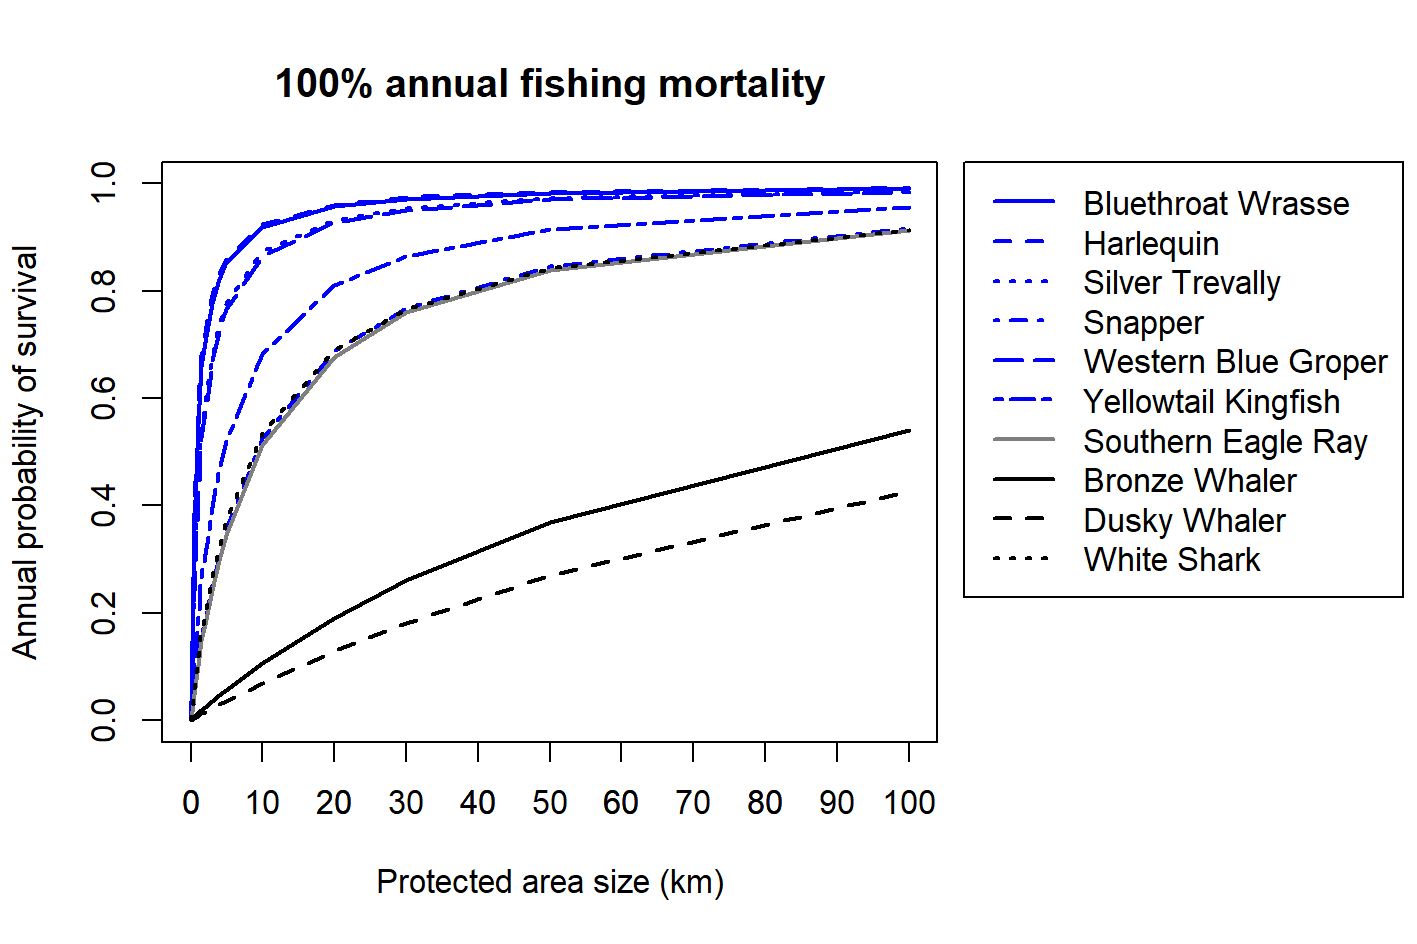 100% annual fishing mortality
Annual probability of survival
1.0
0.8
0.6
0.4
0.2
0.0
0 10 20 30 40 50 60 70 80 90 100
Protected area size (km)
Bluethroat Wrasse
Harlequin
Silver Trevally
Snapper
Western Blue Groper
Yellowtail Kingfish
Southern Eagle Ray
Bronze Whaler
Dusky Whaler
White Shark